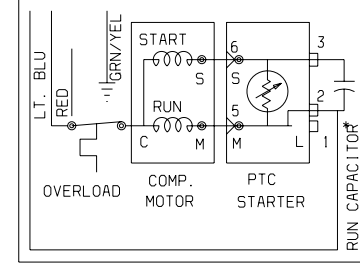 LT. BLU
RED
GRN/YEL
START
S
RUN
C
M
6
S
5
M
L
3
2
1
OVERLOAD
COMP.
MOTOR
PTC
STARTER
RUN CAPACITOR*